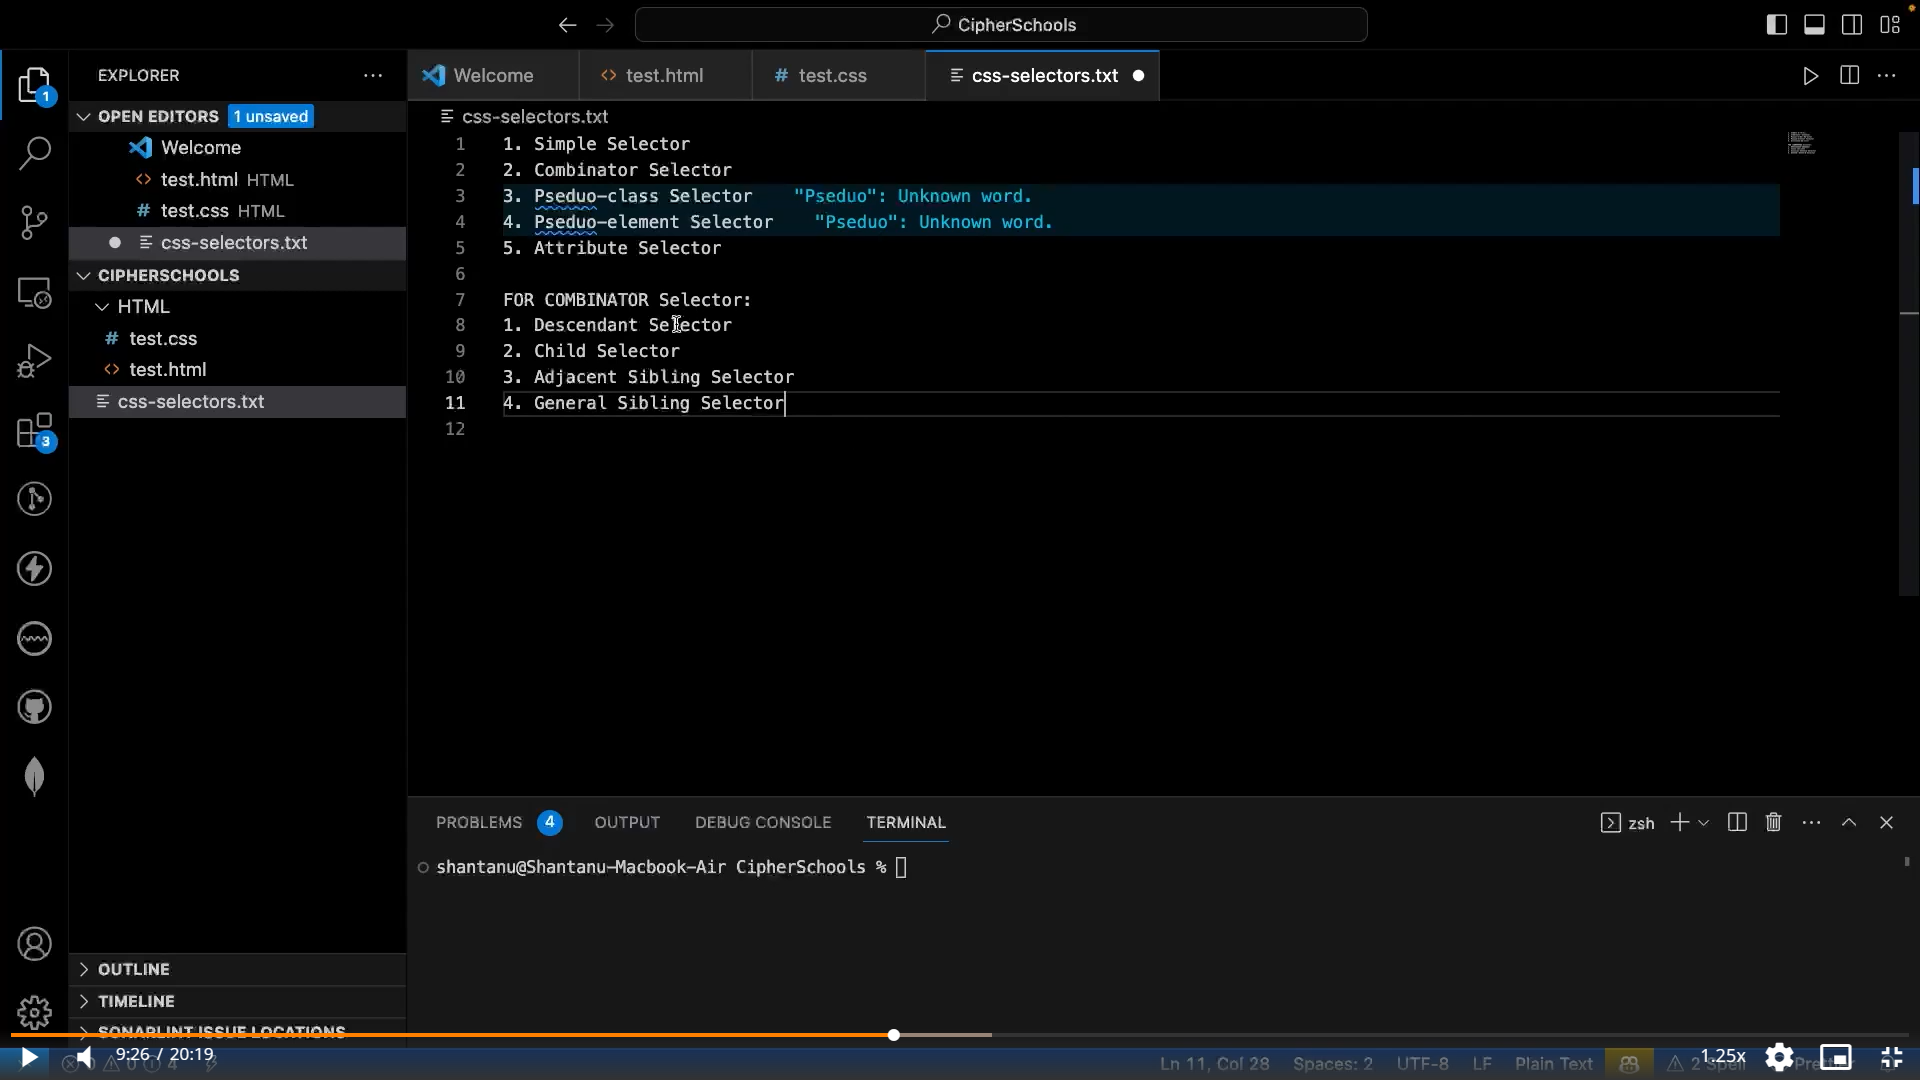 CipherSchools
EXPLORER
Welcome
test.html
test.css
css-selectors.txt
OPEN EDITORS 1 unsaved
Welcome
test.html HTML
test.css HTML
css-selectors.txt
CIPHERSCHOOLS
HTML
test.css
test.html
css-selectors.txt
1
3
css-selectors.txt
1 1. Simple Selector
2 2. Combinator Selector
3 3. Pseduo-class Selector "Pseduo": Unknown word.
4 4. Pseduo-element Selector "Pseduo": Unknown word.
5 5. Attribute Selector
6
7 FOR COMBINATOR Selector:
8 1. Descendant Selector
9 2. Child Selector
10 3. Adjacent Sibling Selector
11 4. General Sibling Selector
12
PROBLEMS 4 OUTPUT DEBUG CONSOLE TERMINAL
zsh
shantanu@Shantanu-Macbook-Air CipherSchools %
OUTLINE
TIMELINE
SONARLINT ISSUE LOCATIONS
9:26 / 20:19
Ln 11, Col 28 Spaces: 2 UTF-8 LF Plain Text
1.25x